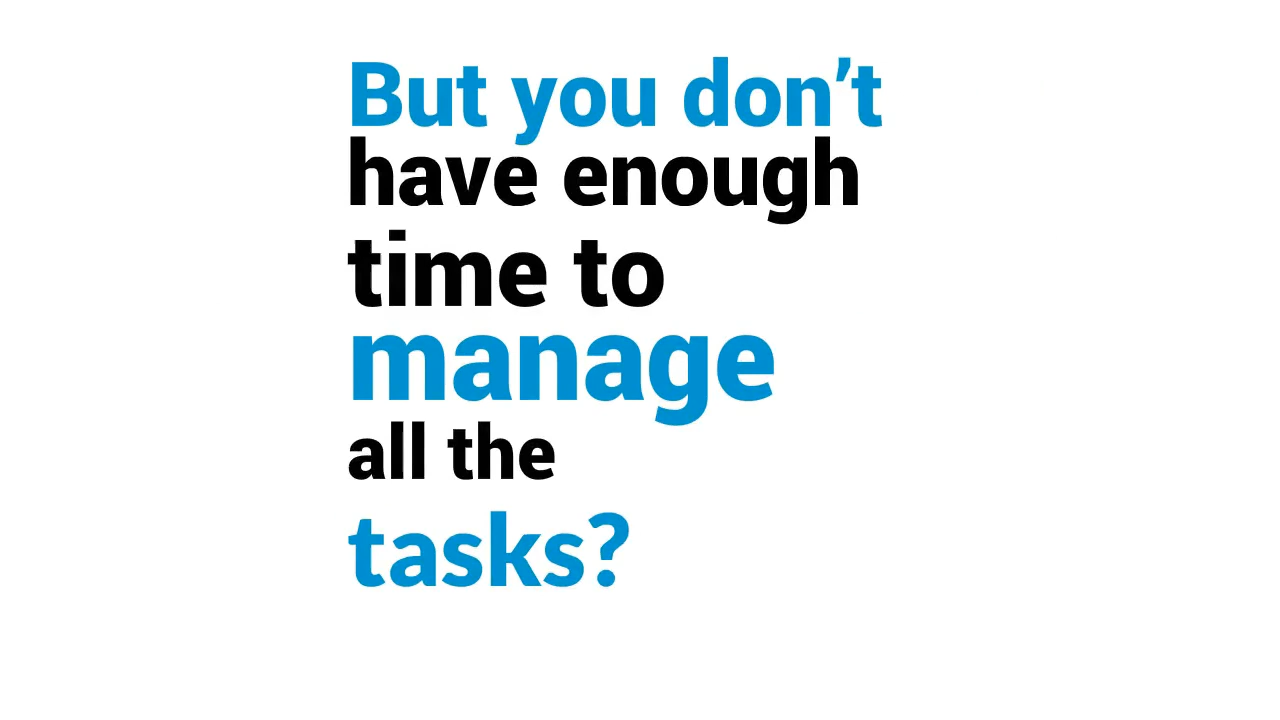 But you don’t
have enough
time to
manage
all the
tasks?